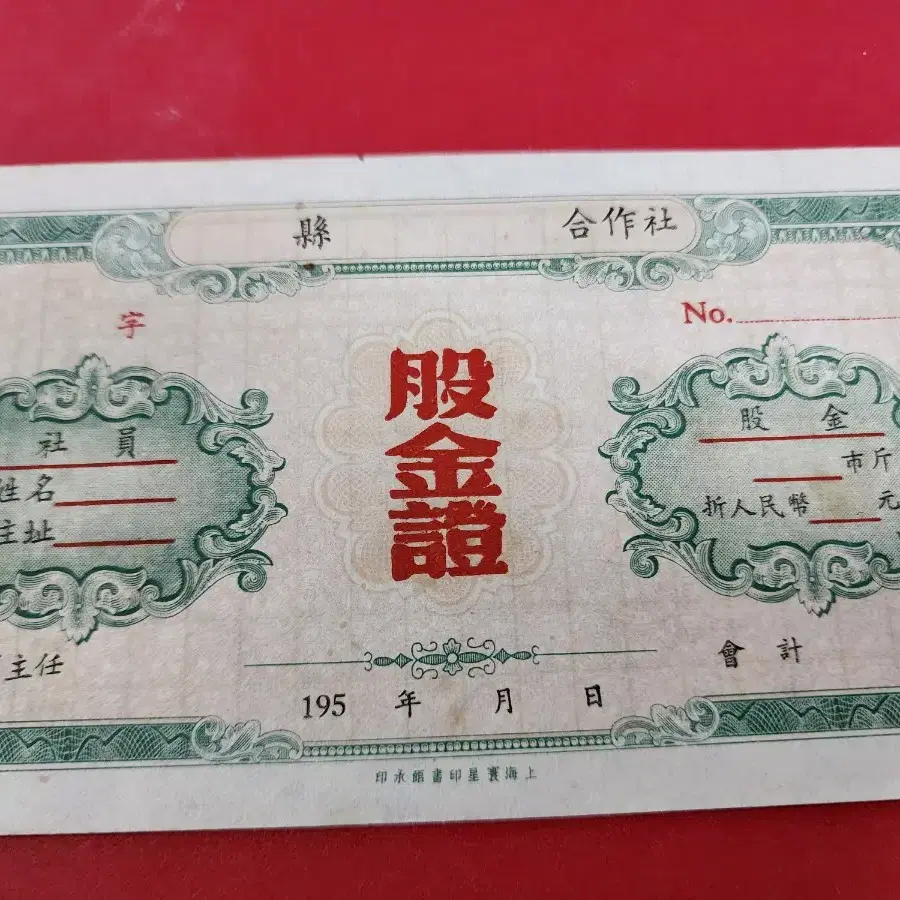 縣 合作社
字 No.
股金證
社員
姓名
住址
股金
市斤
折人民幣 元
主任 會計
195 年 月 日
上海寰星印書館承印